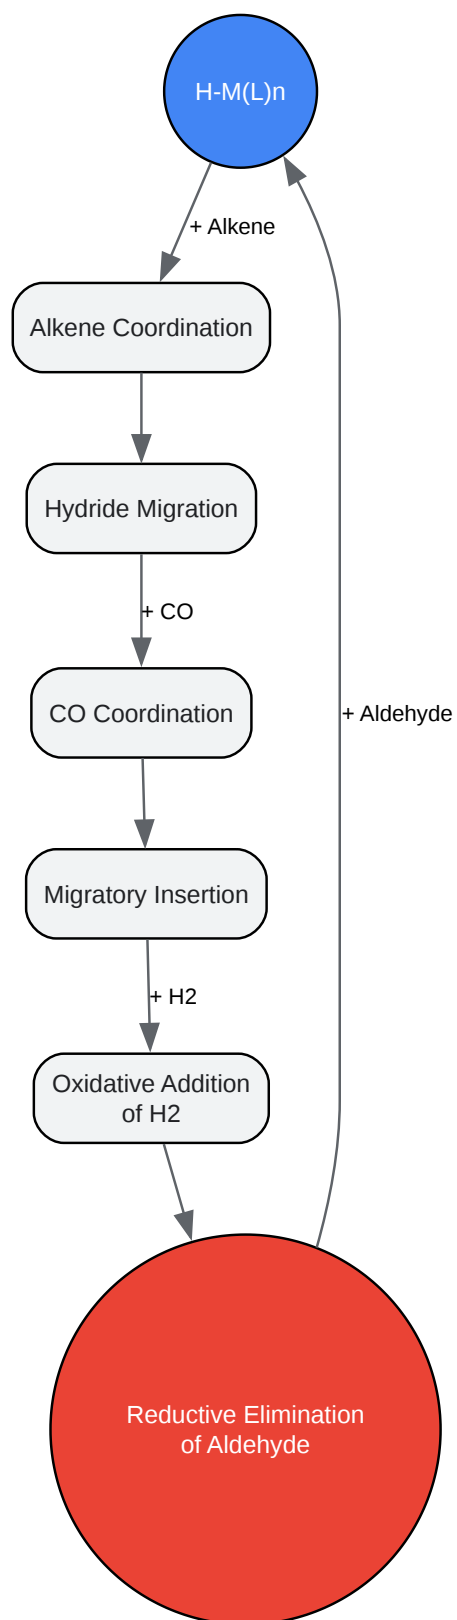 H-M(L)n
+ Alkene
Alkene Coordination
Hydride Migration
+ CO
CO Coordination
+ Aldehyde
Migratory Insertion
+ H2
Oxidative Addition
of H2
Reductive Elimination
of Aldehyde